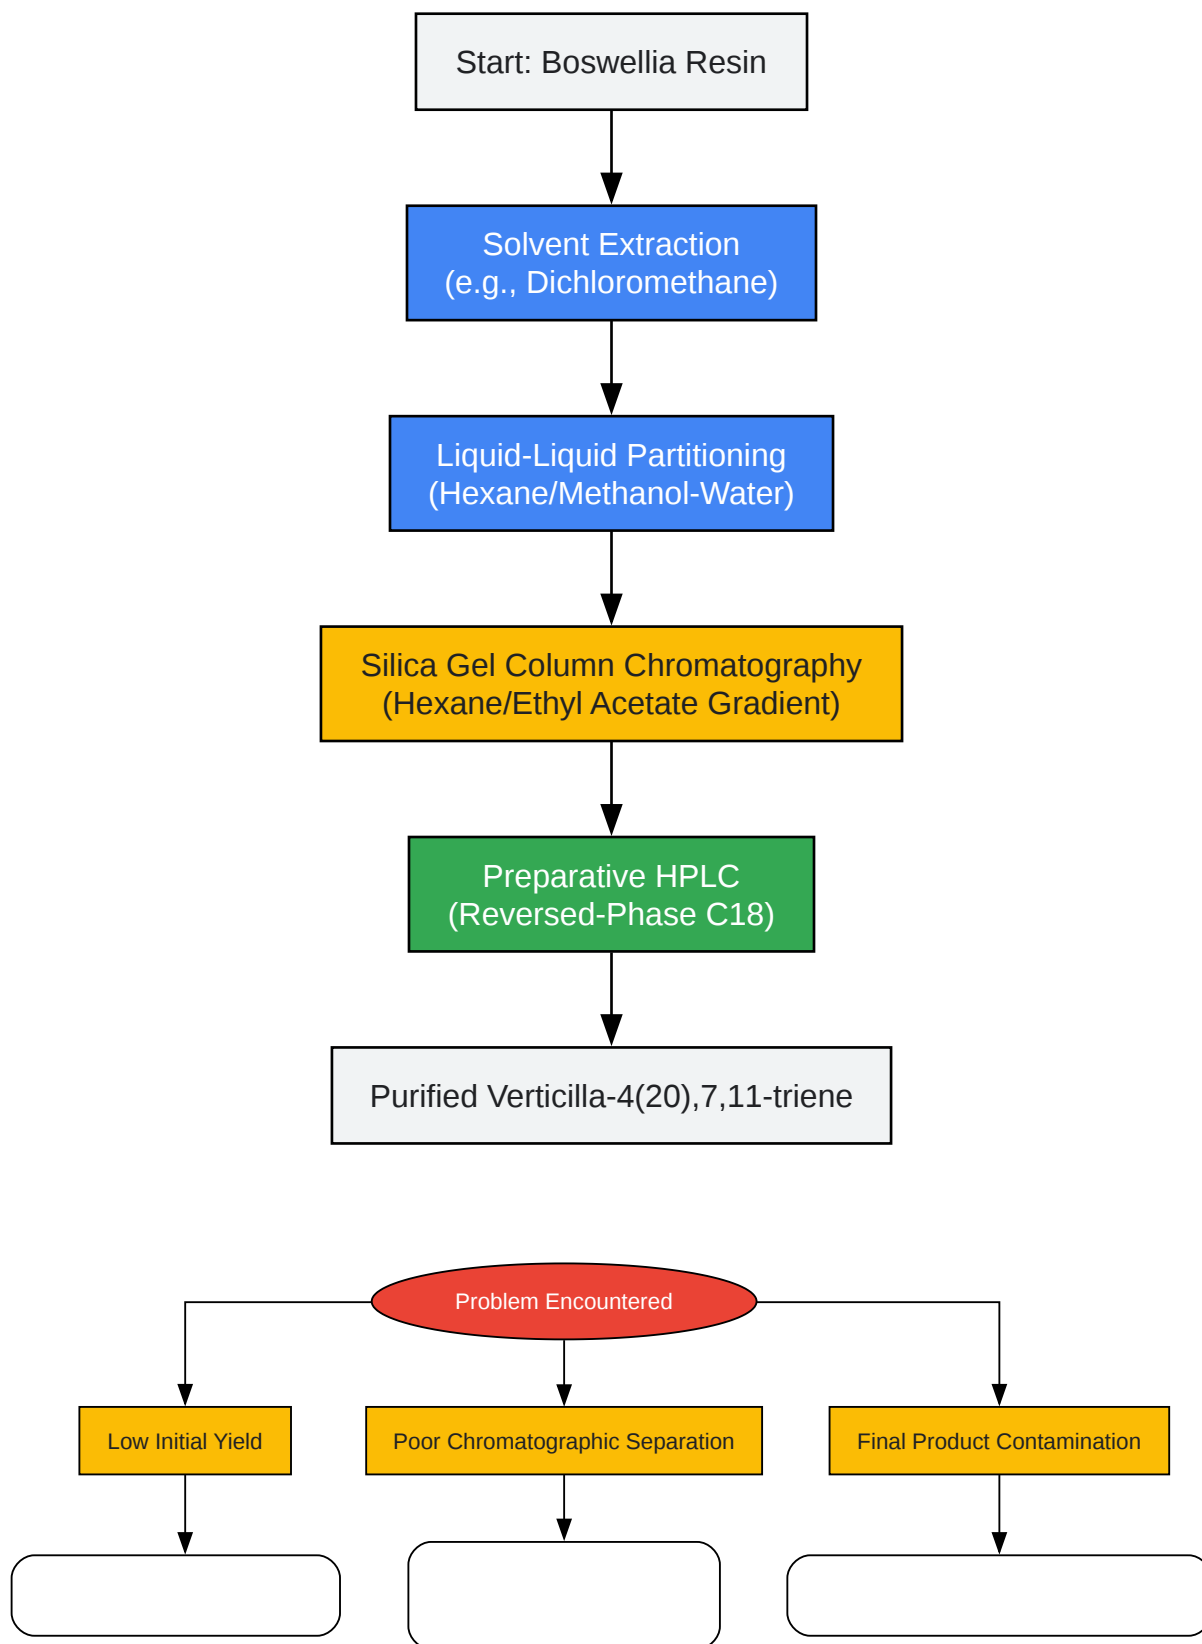 Start: Boswellia Resin
Solvent Extraction
(e.g., Dichloromethane)
Liquid-Liquid Partitioning
(Hexane/Methanol-Water)
Silica Gel Column Chromatography
(Hexane/Ethyl Acetate Gradient)
Preparative HPLC
(Reversed-Phase C18)
Purified Verticilla-4(20),7,11-triene
Problem Encountered
Low Initial Yield
Poor Chromatographic Separation
Final Product Contamination